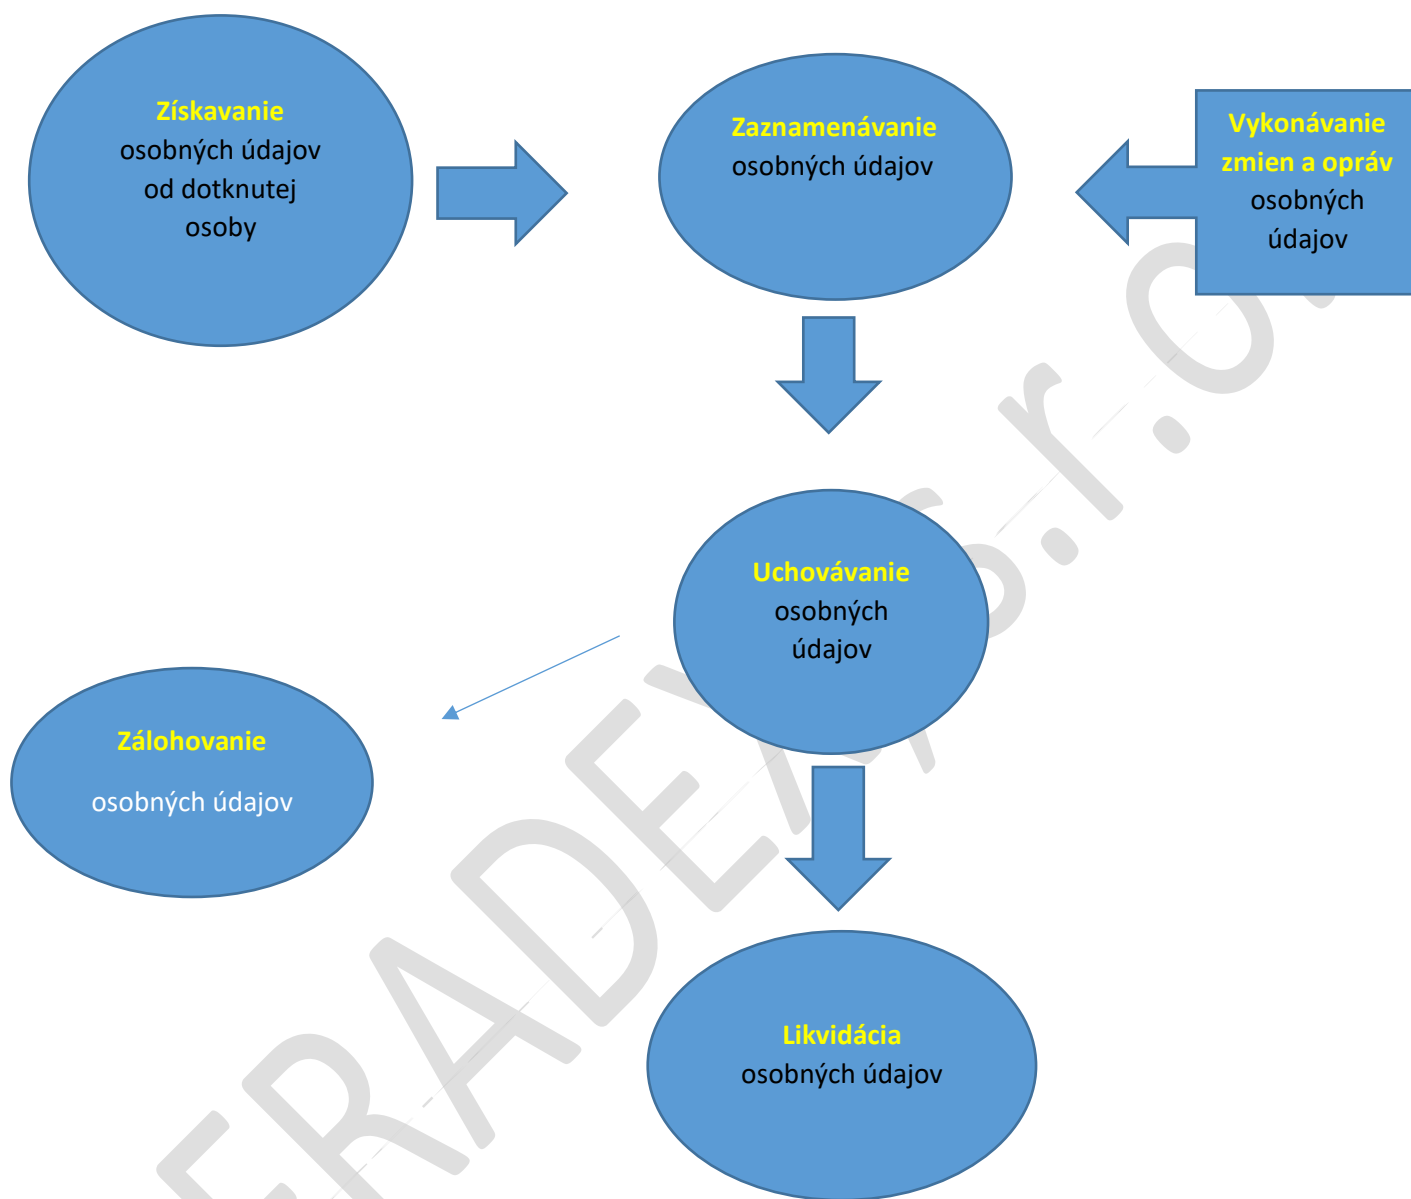 Získavanie
osobných údajov
od dotknutej
osoby
Zaznamenávanie
osobných údajov
Vykonávanie
zmien a opráv
osobných
údajov
Uchovávanie
osobných
údajov
Zálohovanie
osobných údajov
Likvidácia
osobných údajov